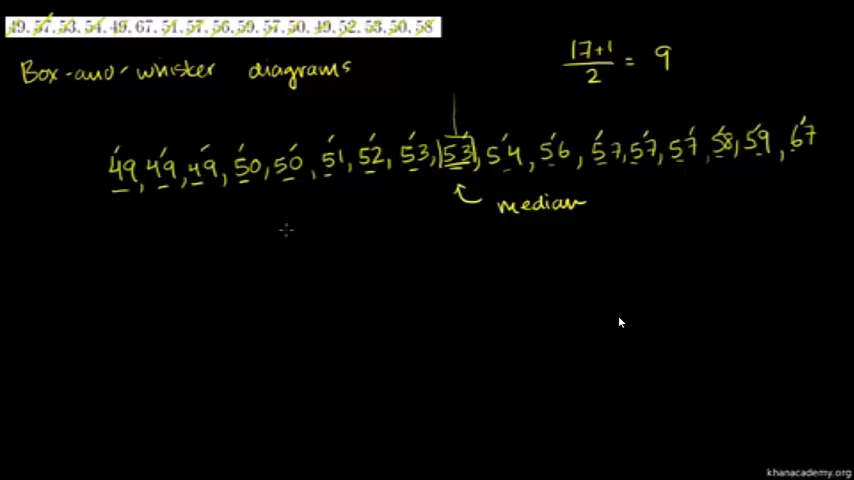 49, 57, 53, 54, 49, 67, 51, 57, 56, 59, 57, 50, 49, 52, 53, 50, 58
Box-and-whisker diagrams
17+1
2
= 9
49, 49, 49, 50, 50, 51, 52, 53, 53, 54, 56, 57, 57, 57, 58, 59, 67
median
khanacademy.org